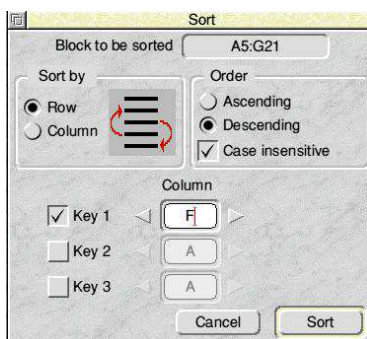 Sort
Block to be sorted A5:G21
Sort by
Row
Column
Order
Ascending
Descending
Case insensitive
Column
Key 1 F
Key 2 A
Key 3 A
Cancel Sort